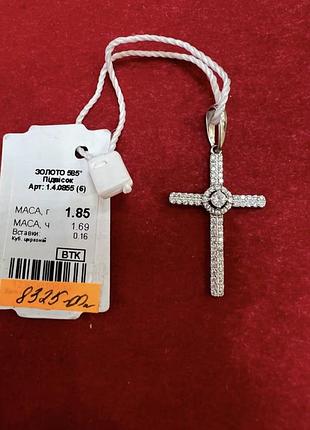 ЗОЛОТО 585°
Підвісок
Арт: 1.4.0855 (6)
МАСА, г 1.85
МАСА, ч 1.69
Вставки: 0.16
Куб. цирконій
ВТК
8325-00